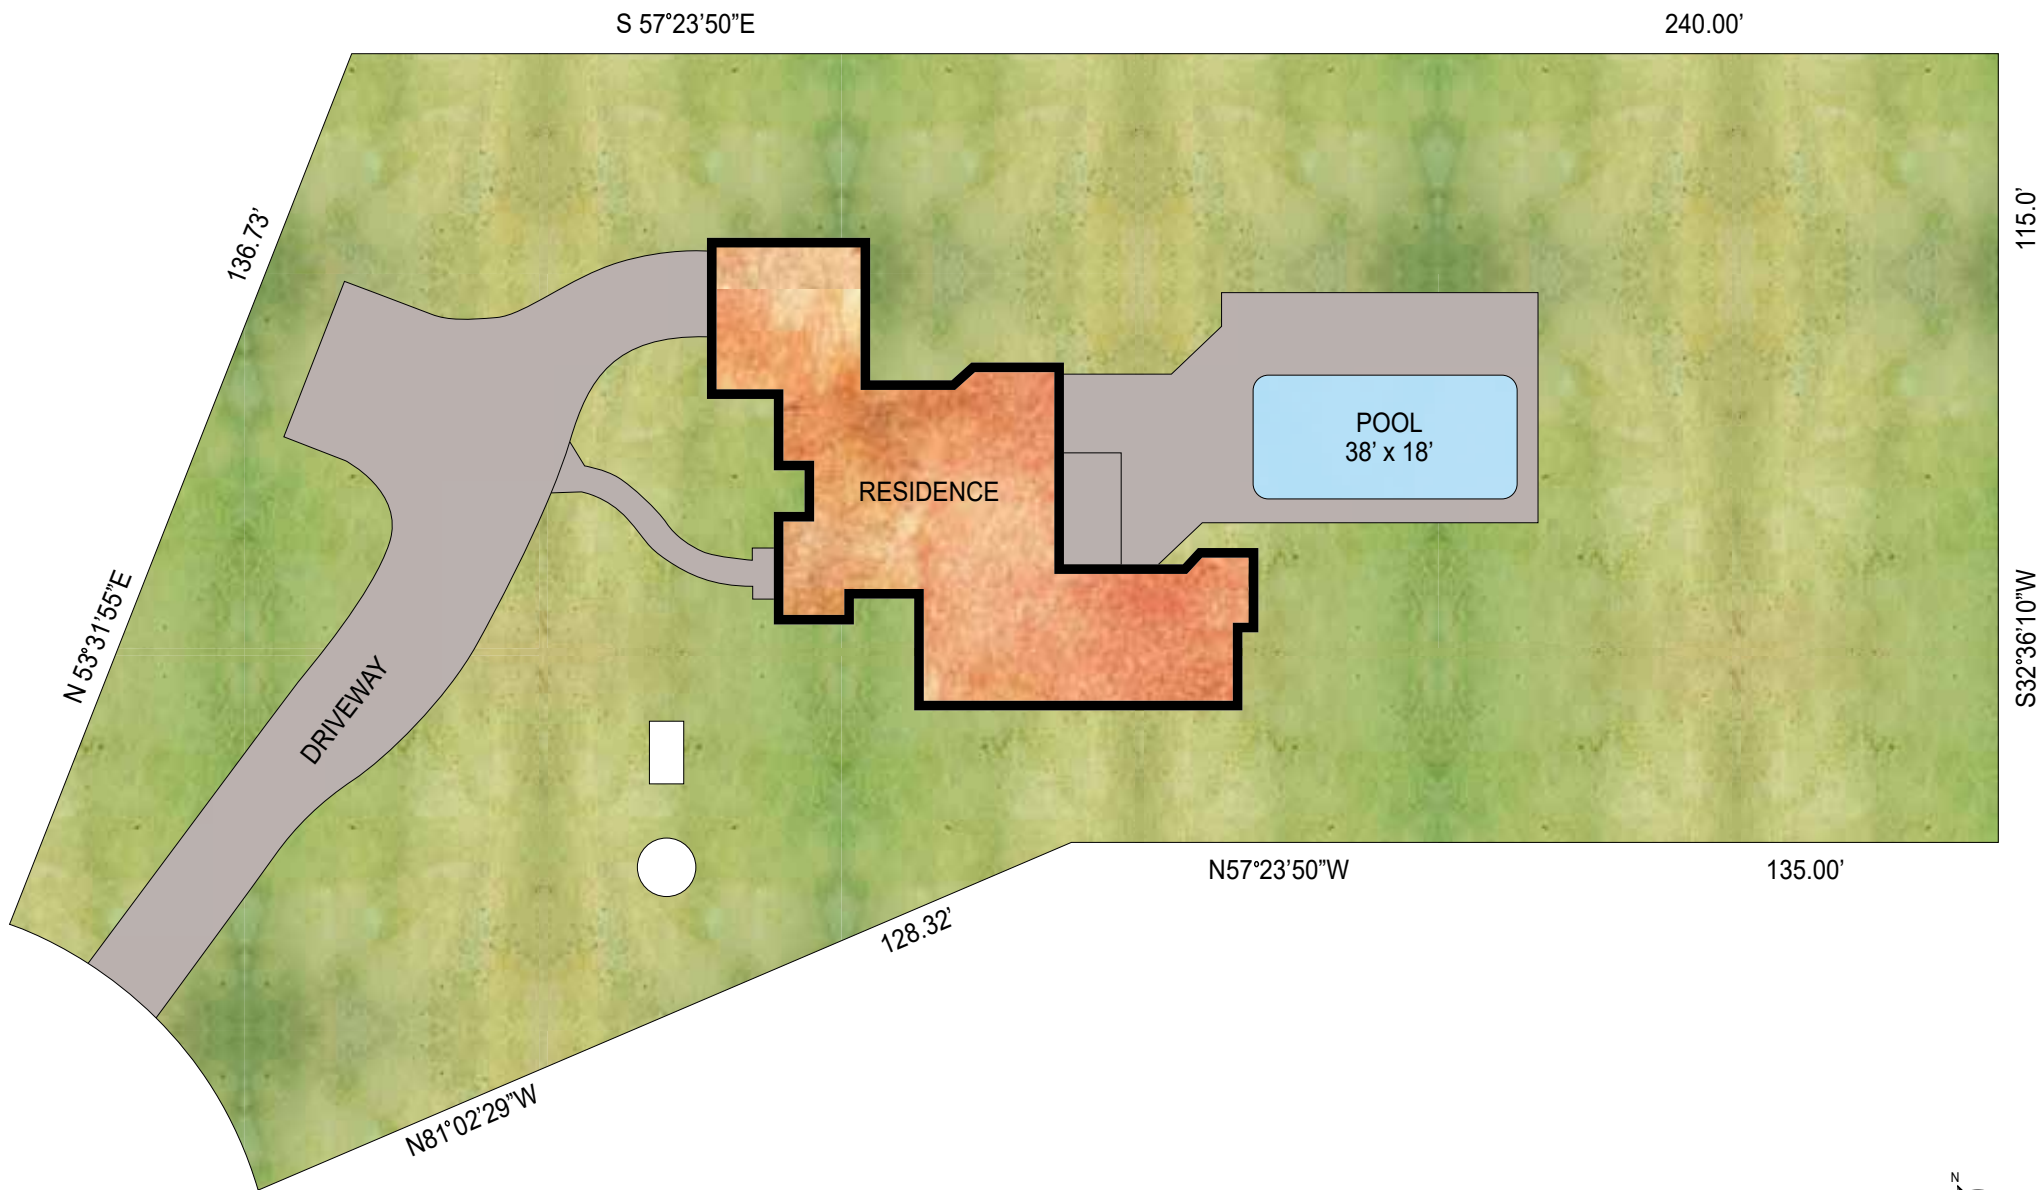 S 57°23’50”E
240.00’
136.73’
115.0’
POOL
38’ x 18’
RESIDENCE
N 53°31’55”E
S32°36’10”W
DRIVEWAY
N57°23’50”W
135.00’
128.32’
N81°02’29”W
N